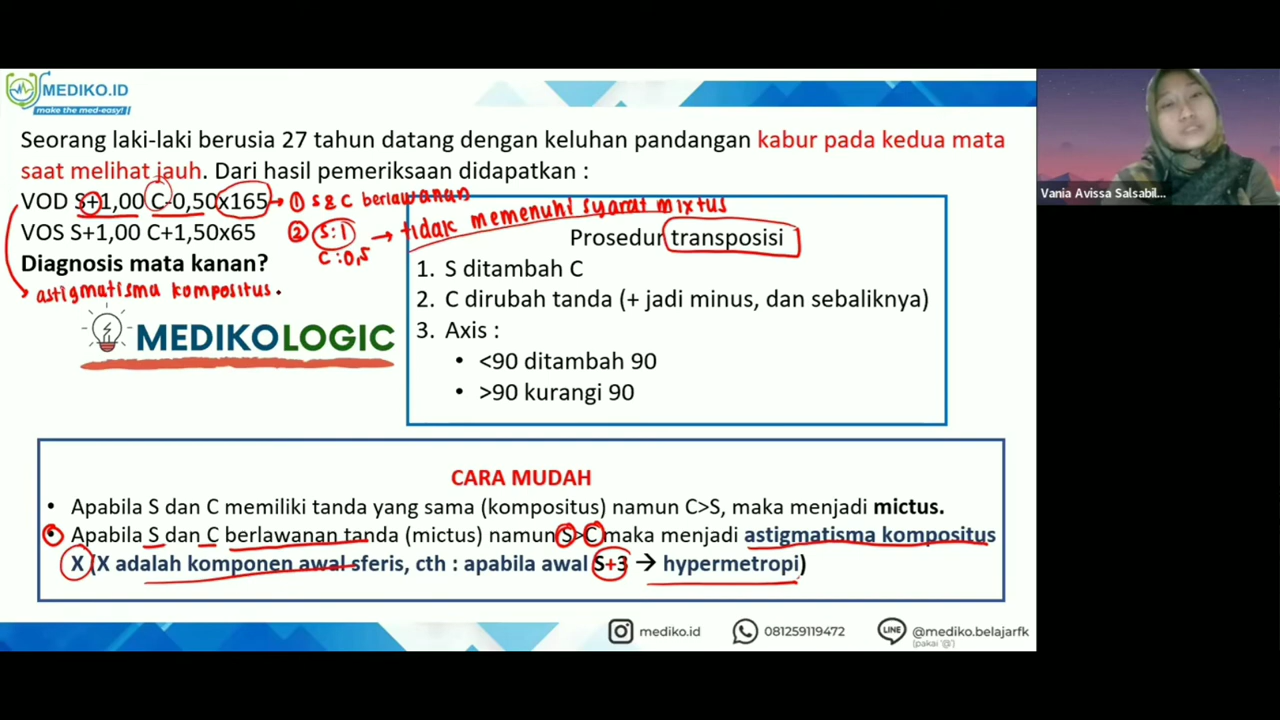 MEDIKO.ID
make the med-easy!
Seorang laki-laki berusia 27 tahun datang dengan keluhan pandangan kabur pada kedua mata
saat melihat jauh. Dari hasil pemeriksaan didapatkan :
VOD S+1,00 C-0,50x165 → ① S & C berlawanan
VOS S+1,00 C+1,50x65 ② S:1 → tidak memenuhi syarat mixtus
C:0,5
Diagnosis mata kanan?
astigmatisma kompositus
MEDIKOLOGIC
Prosedur transposisi
1. S ditambah C
2. C dirubah tanda (+ jadi minus, dan sebaliknya)
3. Axis :
• <90 ditambah 90
• >90 kurangi 90
CARA MUDAH
• Apabila S dan C memiliki tanda yang sama (kompositus) namun C>S, maka menjadi mictus.
• Apabila S dan C berlawanan tanda (mictus) namun S>C maka menjadi astigmatisma kompositus
X (X adalah komponen awal sferis, cth : apabila awal S+3 → hypermetropi)
mediko.id
081259119472
LINE
@mediko.belajarfk
(pakai '@')
Vania Avissa Salsabil...